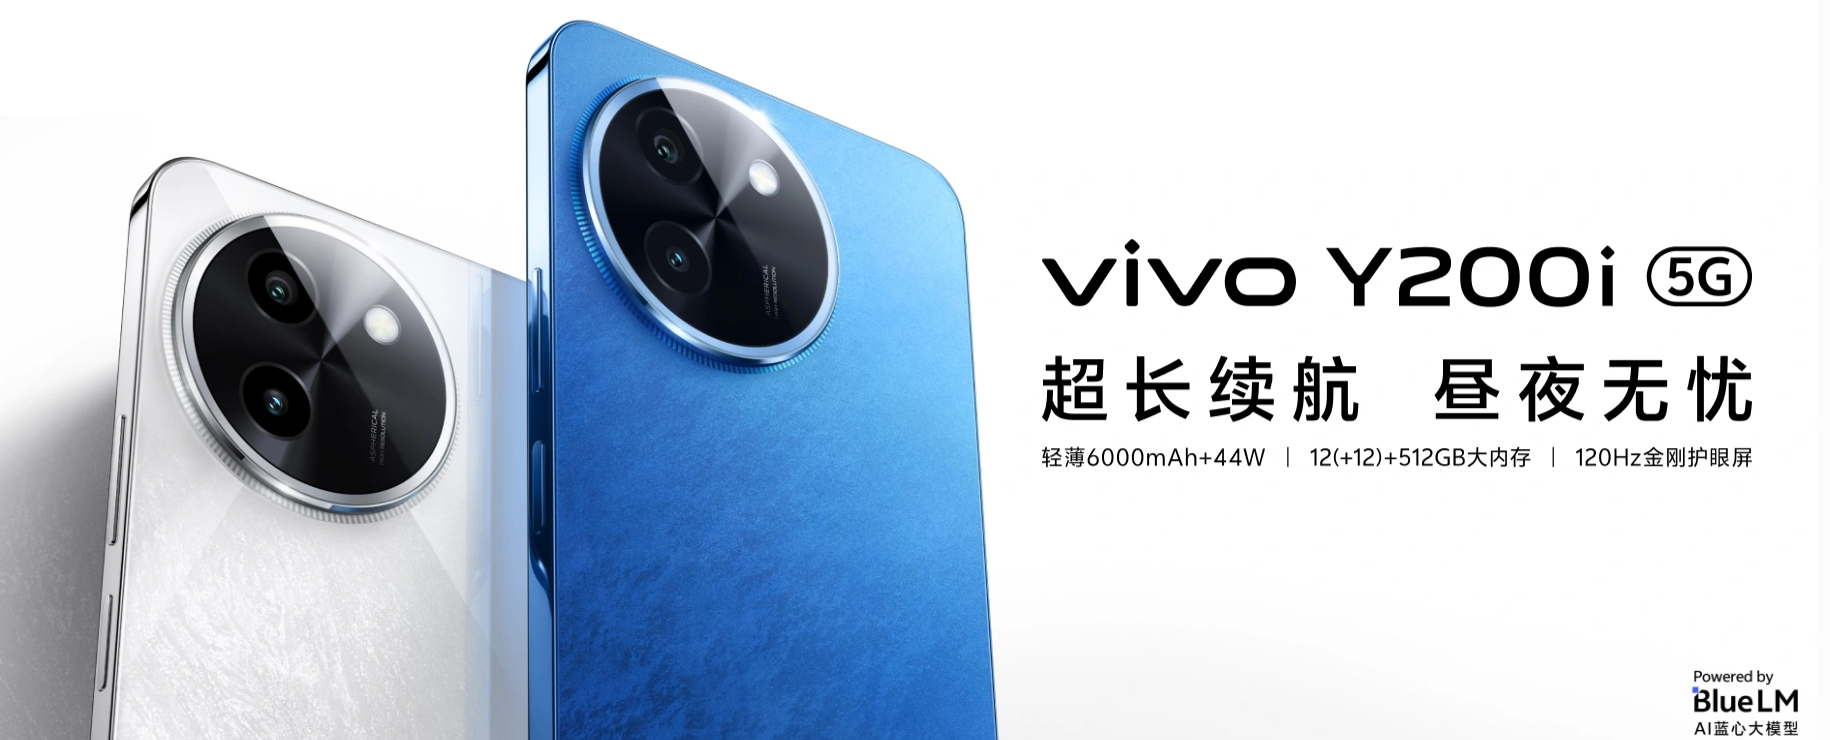 vivo Y200i 5G
超长续航 昼夜无忧
轻薄6000mAh+44W | 12(+12)+512GB大内存 | 120Hz金刚护眼屏
ASPHERICAL
HIGH RESOLUTION
ASPHERICAL
HIGH RESOLUTION
Powered by
BlueLM
AI蓝心大模型